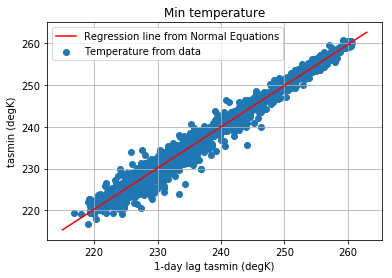 Min temperature
Regression line from Normal Equations
Temperature from data
260
250
240
230
220
tasmin (degK)
220
230
240
250
260
1-day lag tasmin (degK)